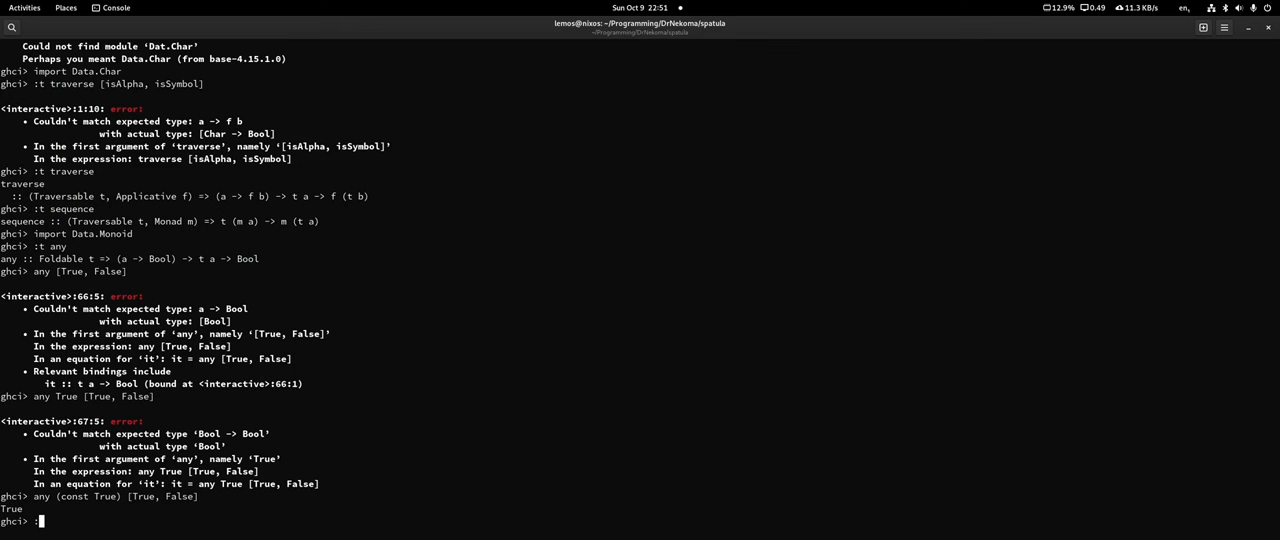 Activities Places Console Sun Oct 9 22:51 12.9% 0.49 11.3 KB/s en,
lemos@nixos: ~/Programming/DrNekoma/spatula
~/Programming/DrNekoma/spatula
Could not find module ‘Dat.Char’
Perhaps you meant Data.Char (from base-4.15.1.0)
ghci> import Data.Char
ghci> :t traverse [isAlpha, isSymbol]
<interactive>:1:10: error:
• Couldn't match expected type: a -> f b
with actual type: [Char -> Bool]
• In the first argument of ‘traverse’, namely ‘[isAlpha, isSymbol]’
In the expression: traverse [isAlpha, isSymbol]
ghci> :t traverse
traverse
:: (Traversable t, Applicative f) => (a -> f b) -> t a -> f (t b)
ghci> :t sequence
sequence :: (Traversable t, Monad m) => t (m a) -> m (t a)
ghci> import Data.Monoid
ghci> :t any
any :: Foldable t => (a -> Bool) -> t a -> Bool
ghci> any [True, False]
<interactive>:66:5: error:
• Couldn't match expected type: a -> Bool
with actual type: [Bool]
• In the first argument of ‘any’, namely ‘[True, False]’
In the expression: any [True, False]
In an equation for ‘it’: it = any [True, False]
• Relevant bindings include
it :: t a -> Bool (bound at <interactive>:66:1)
ghci> any True [True, False]
<interactive>:67:5: error:
• Couldn't match expected type ‘Bool -> Bool’
with actual type ‘Bool’
• In the first argument of ‘any’, namely ‘True’
In the expression: any True [True, False]
In an equation for ‘it’: it = any True [True, False]
ghci> any (const True) [True, False]
True
ghci> :